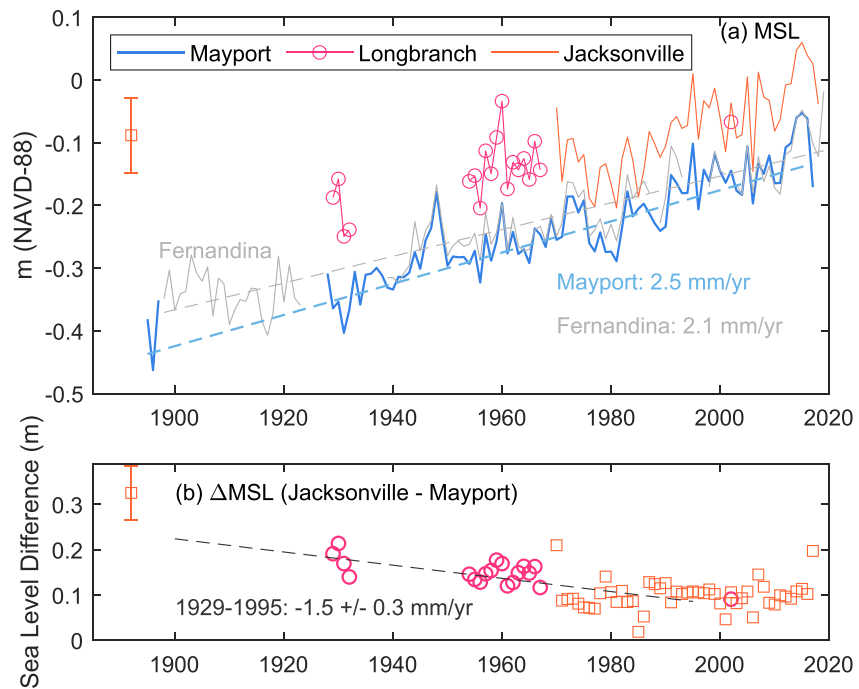 (a) MSL
Mayport Longbranch Jacksonville
0.1
0
-0.1
-0.2
-0.3
-0.4
-0.5
m (NAVD-88)
Fernandina
Mayport: 2.5 mm/yr
Fernandina: 2.1 mm/yr
1900 1920 1940 1960 1980 2000 2020
(b) ΔMSL (Jacksonville - Mayport)
0.3
0.2
0.1
0
Sea Level Difference (m)
1929-1995: -1.5 +/- 0.3 mm/yr
1900 1920 1940 1960 1980 2000 2020